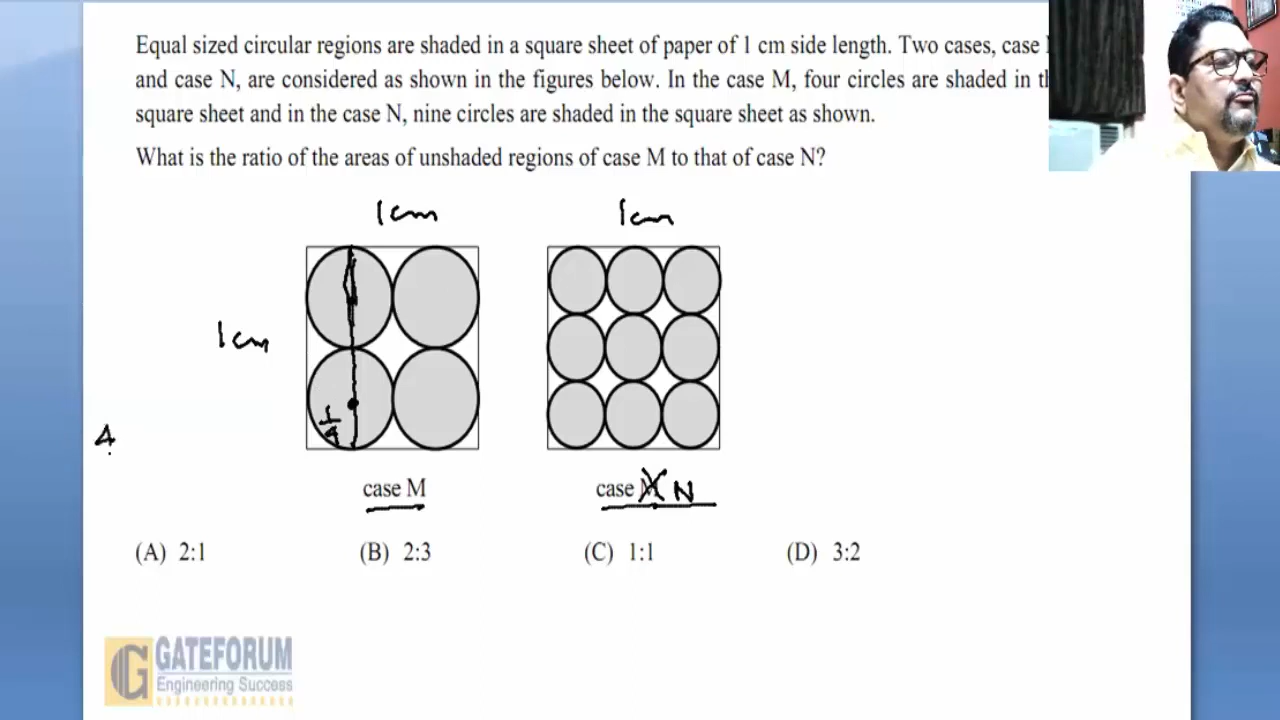 Equal sized circular regions are shaded in a square sheet of paper of 1 cm side length. Two cases, case
and case N, are considered as shown in the figures below. In the case M, four circles are shaded in
square sheet and in the case N, nine circles are shaded in the square sheet as shown.
What is the ratio of the areas of unshaded regions of case M to that of case N?
1cm 1cm
1cm
1/4
4
case M case N
(A) 2:1 (B) 2:3 (C) 1:1 (D) 3:2
GATEFORUM
Engineering Success